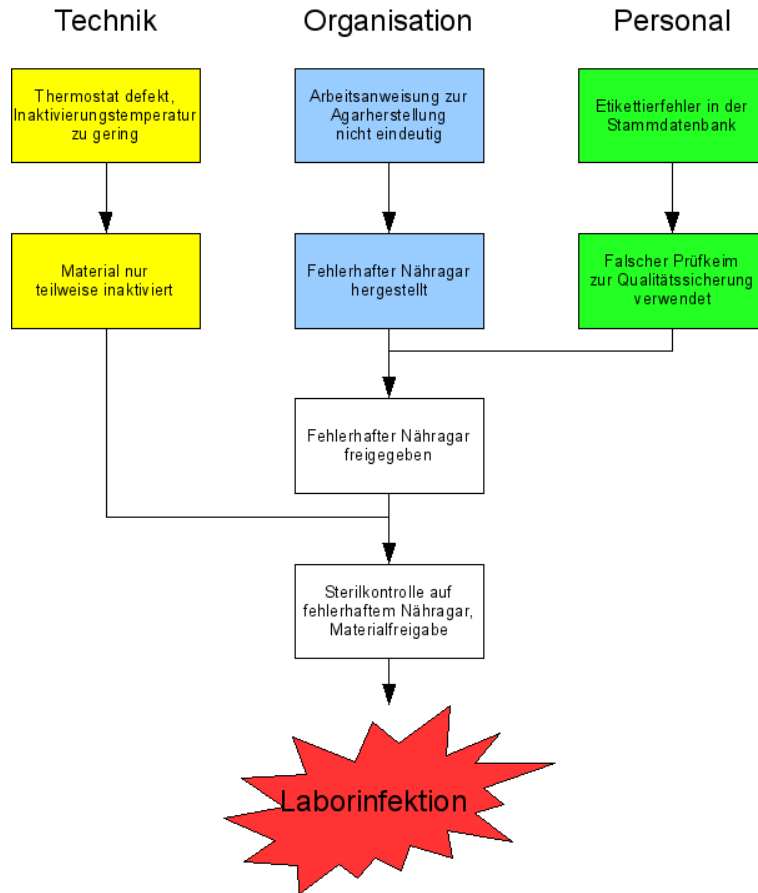 Technik
Organisation
Personal
Thermostat defekt,
Inaktivierungstemperatur
zu gering
Arbeitsanweisung zur
Agarherstellung
nicht eindeutig
Etikettierfehler in der
Stammdatenbank
Material nur
teilweise inaktiviert
Fehlerhafter Nähragar
hergestellt
Falscher Prüfkeim
zur Qualitätssicherung
verwendet
Fehlerhafter Nähragar
freigegeben
Sterilkontrolle auf
fehlerhaftem Nähragar,
Materialfreigabe
Laborinfektion